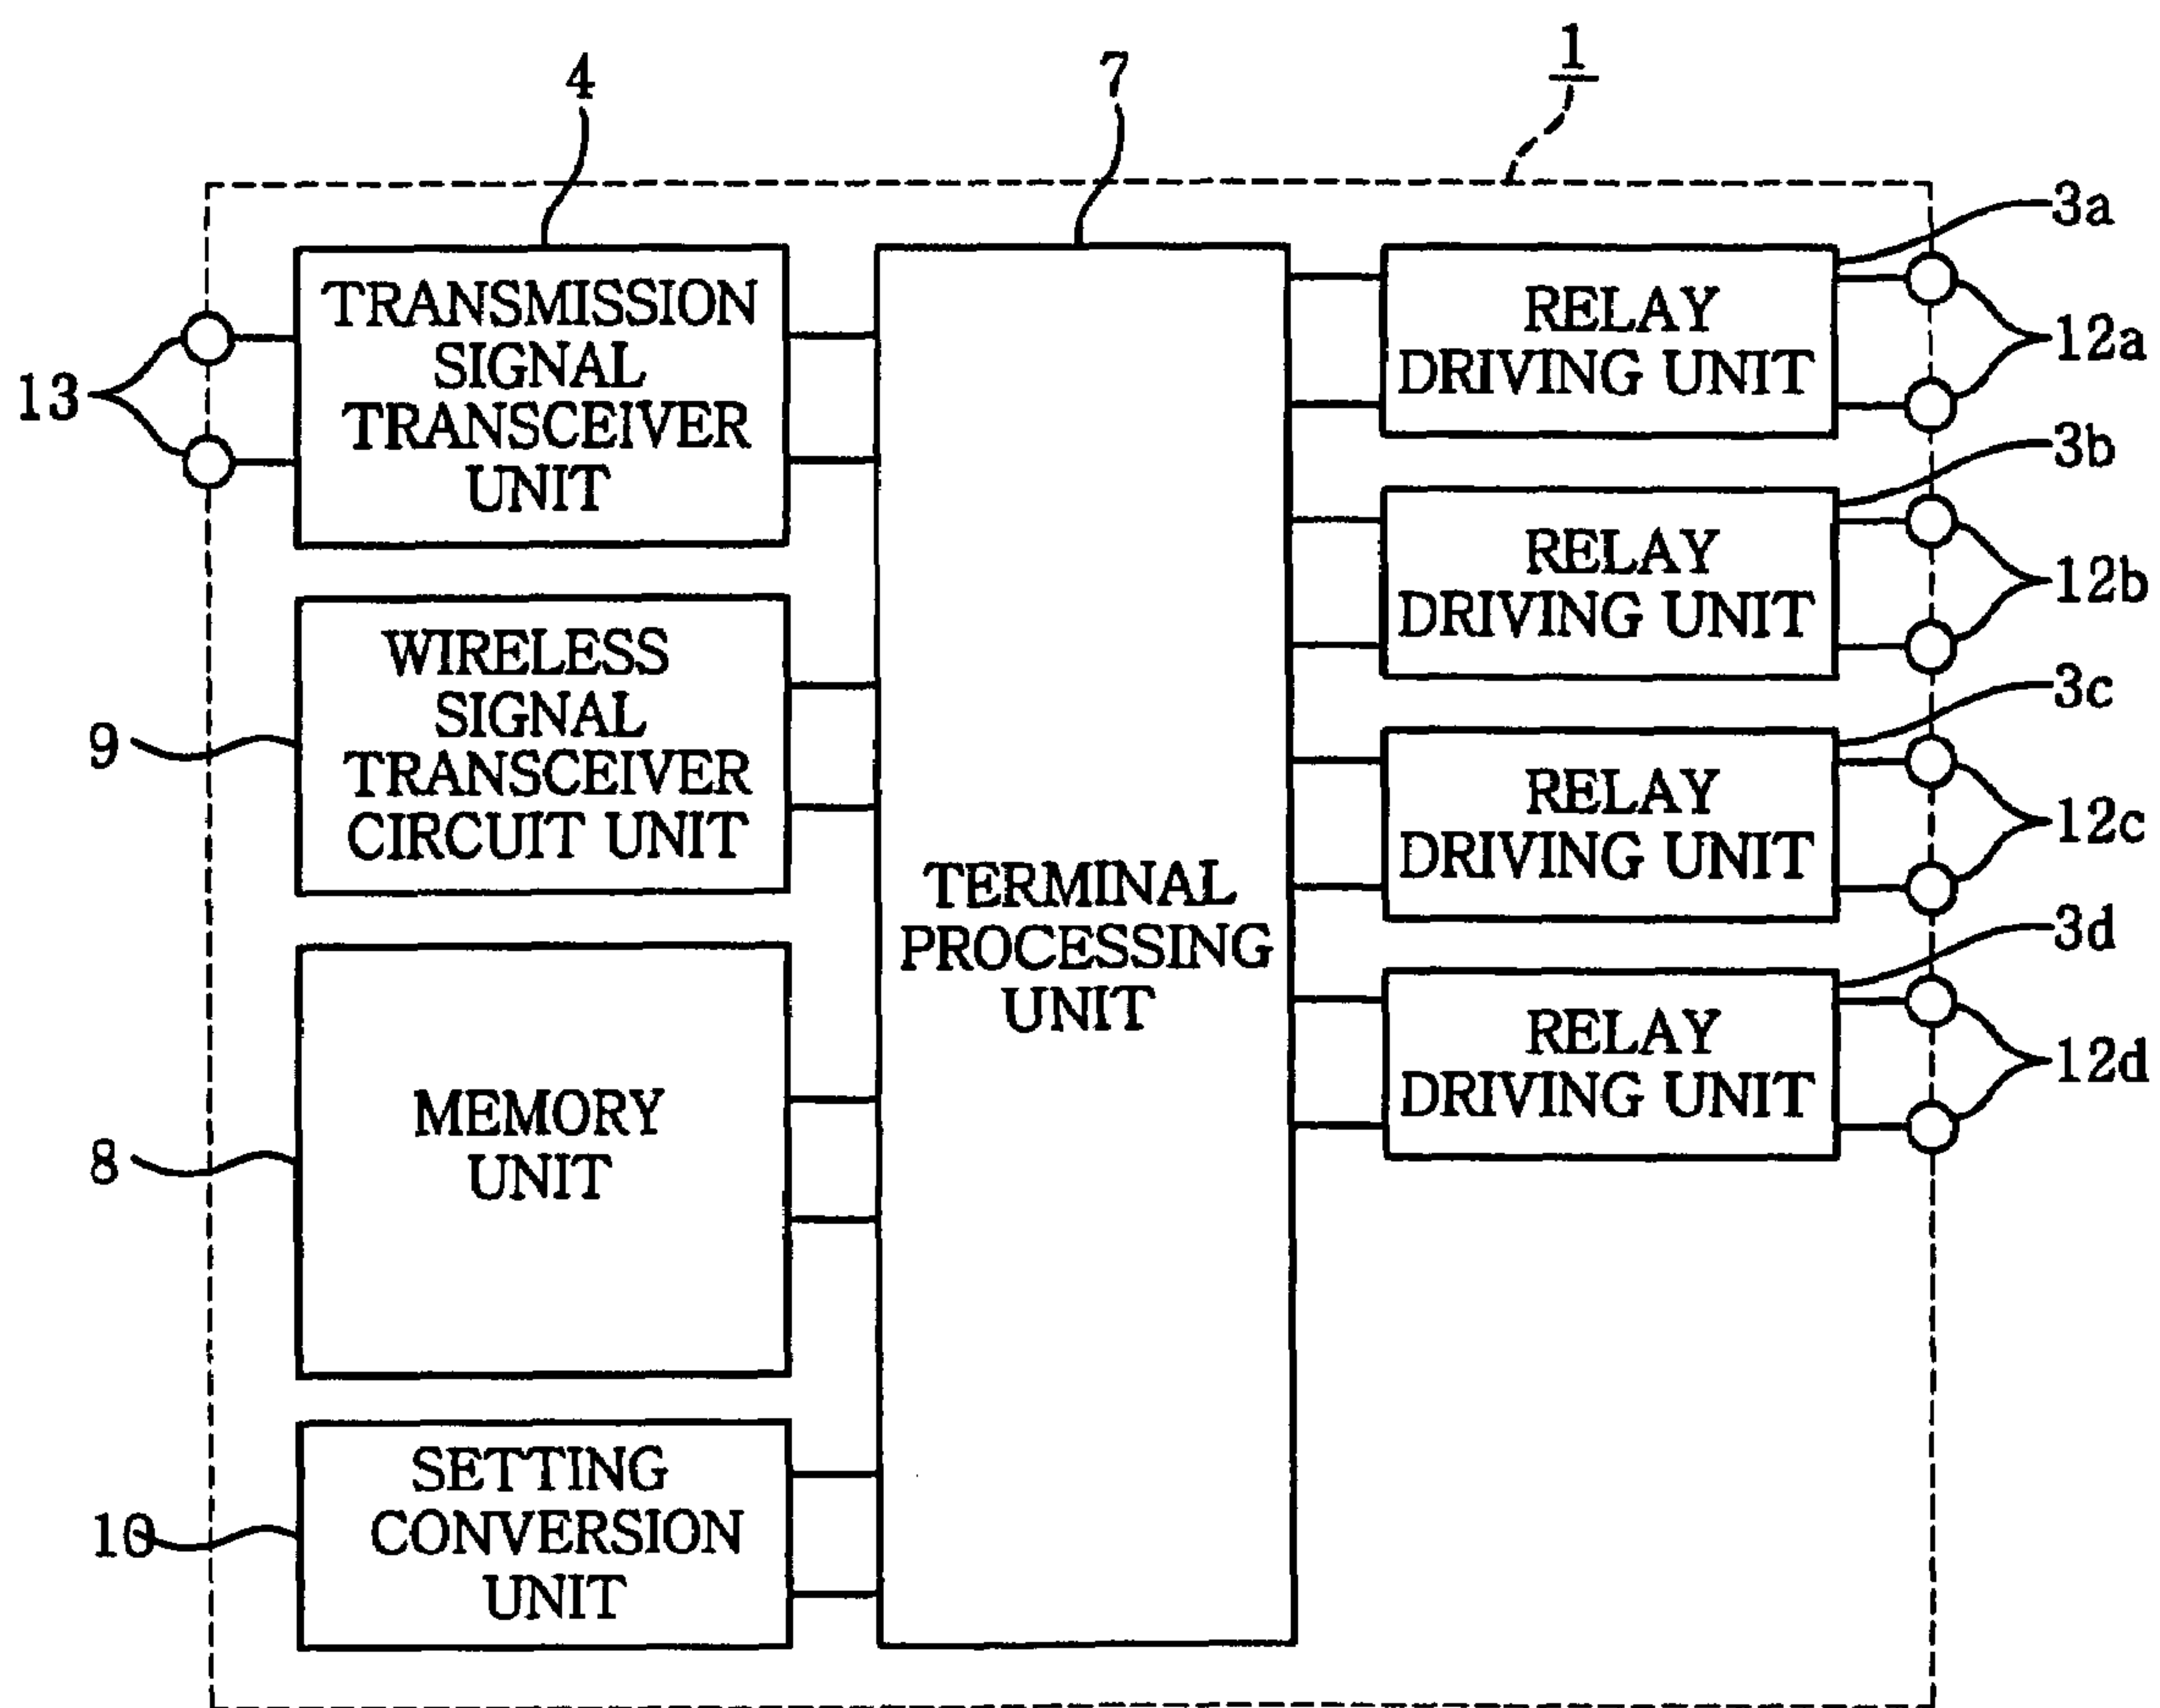 1
4
7
3a
TRANSMISSION
SIGNAL
TRANSCEIVER
UNIT
13
RELAY
DRIVING UNIT
12a
3b
RELAY
DRIVING UNIT
12b
WIRELESS
SIGNAL
TRANSCEIVER
CIRCUIT UNIT
9
3c
RELAY
DRIVING UNIT
12c
TERMINAL
PROCESSING
UNIT
3d
RELAY
DRIVING UNIT
12d
MEMORY
UNIT
8
SETTING
CONVERSION
UNIT
10